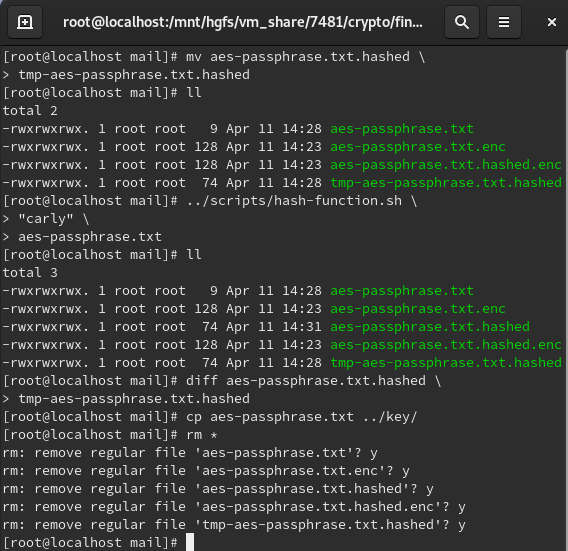 root@localhost:/mnt/hgfs/vm_share/7481/crypto/fin...
[root@localhost mail]# mv aes-passphrase.txt.hashed \
> tmp-aes-passphrase.txt.hashed
[root@localhost mail]# ll
total 2
-rwxrwxrwx. 1 root root   9 Apr 11 14:28 aes-passphrase.txt
-rwxrwxrwx. 1 root root 128 Apr 11 14:23 aes-passphrase.txt.enc
-rwxrwxrwx. 1 root root 128 Apr 11 14:23 aes-passphrase.txt.hashed.enc
-rwxrwxrwx. 1 root root  74 Apr 11 14:28 tmp-aes-passphrase.txt.hashed
[root@localhost mail]# ../scripts/hash-function.sh \
> "carly" \
> aes-passphrase.txt
[root@localhost mail]# ll
total 3
-rwxrwxrwx. 1 root root   9 Apr 11 14:28 aes-passphrase.txt
-rwxrwxrwx. 1 root root 128 Apr 11 14:23 aes-passphrase.txt.enc
-rwxrwxrwx. 1 root root  74 Apr 11 14:31 aes-passphrase.txt.hashed
-rwxrwxrwx. 1 root root 128 Apr 11 14:23 aes-passphrase.txt.hashed.enc
-rwxrwxrwx. 1 root root  74 Apr 11 14:28 tmp-aes-passphrase.txt.hashed
[root@localhost mail]# diff aes-passphrase.txt.hashed \
> tmp-aes-passphrase.txt.hashed
[root@localhost mail]# cp aes-passphrase.txt ../key/
[root@localhost mail]# rm *
rm: remove regular file 'aes-passphrase.txt'? y
rm: remove regular file 'aes-passphrase.txt.enc'? y
rm: remove regular file 'aes-passphrase.txt.hashed'? y
rm: remove regular file 'aes-passphrase.txt.hashed.enc'? y
rm: remove regular file 'tmp-aes-passphrase.txt.hashed'? y
[root@localhost mail]#